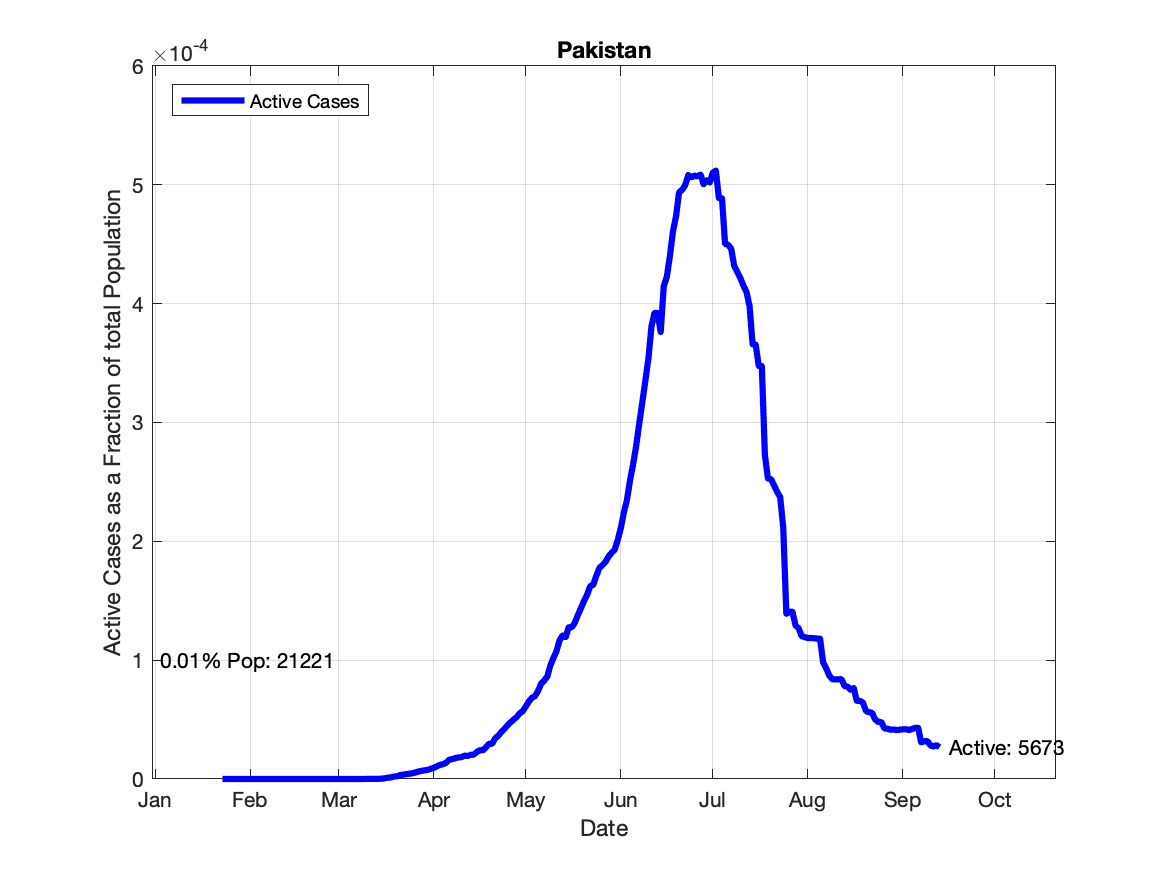 Pakistan
×10-4
Active Cases
Active Cases as a Fraction of total Population
6
5
4
3
2
1
0
0.01% Pop: 21221
Active: 5673
Jan Feb Mar Apr May Jun Jul Aug Sep Oct
Date